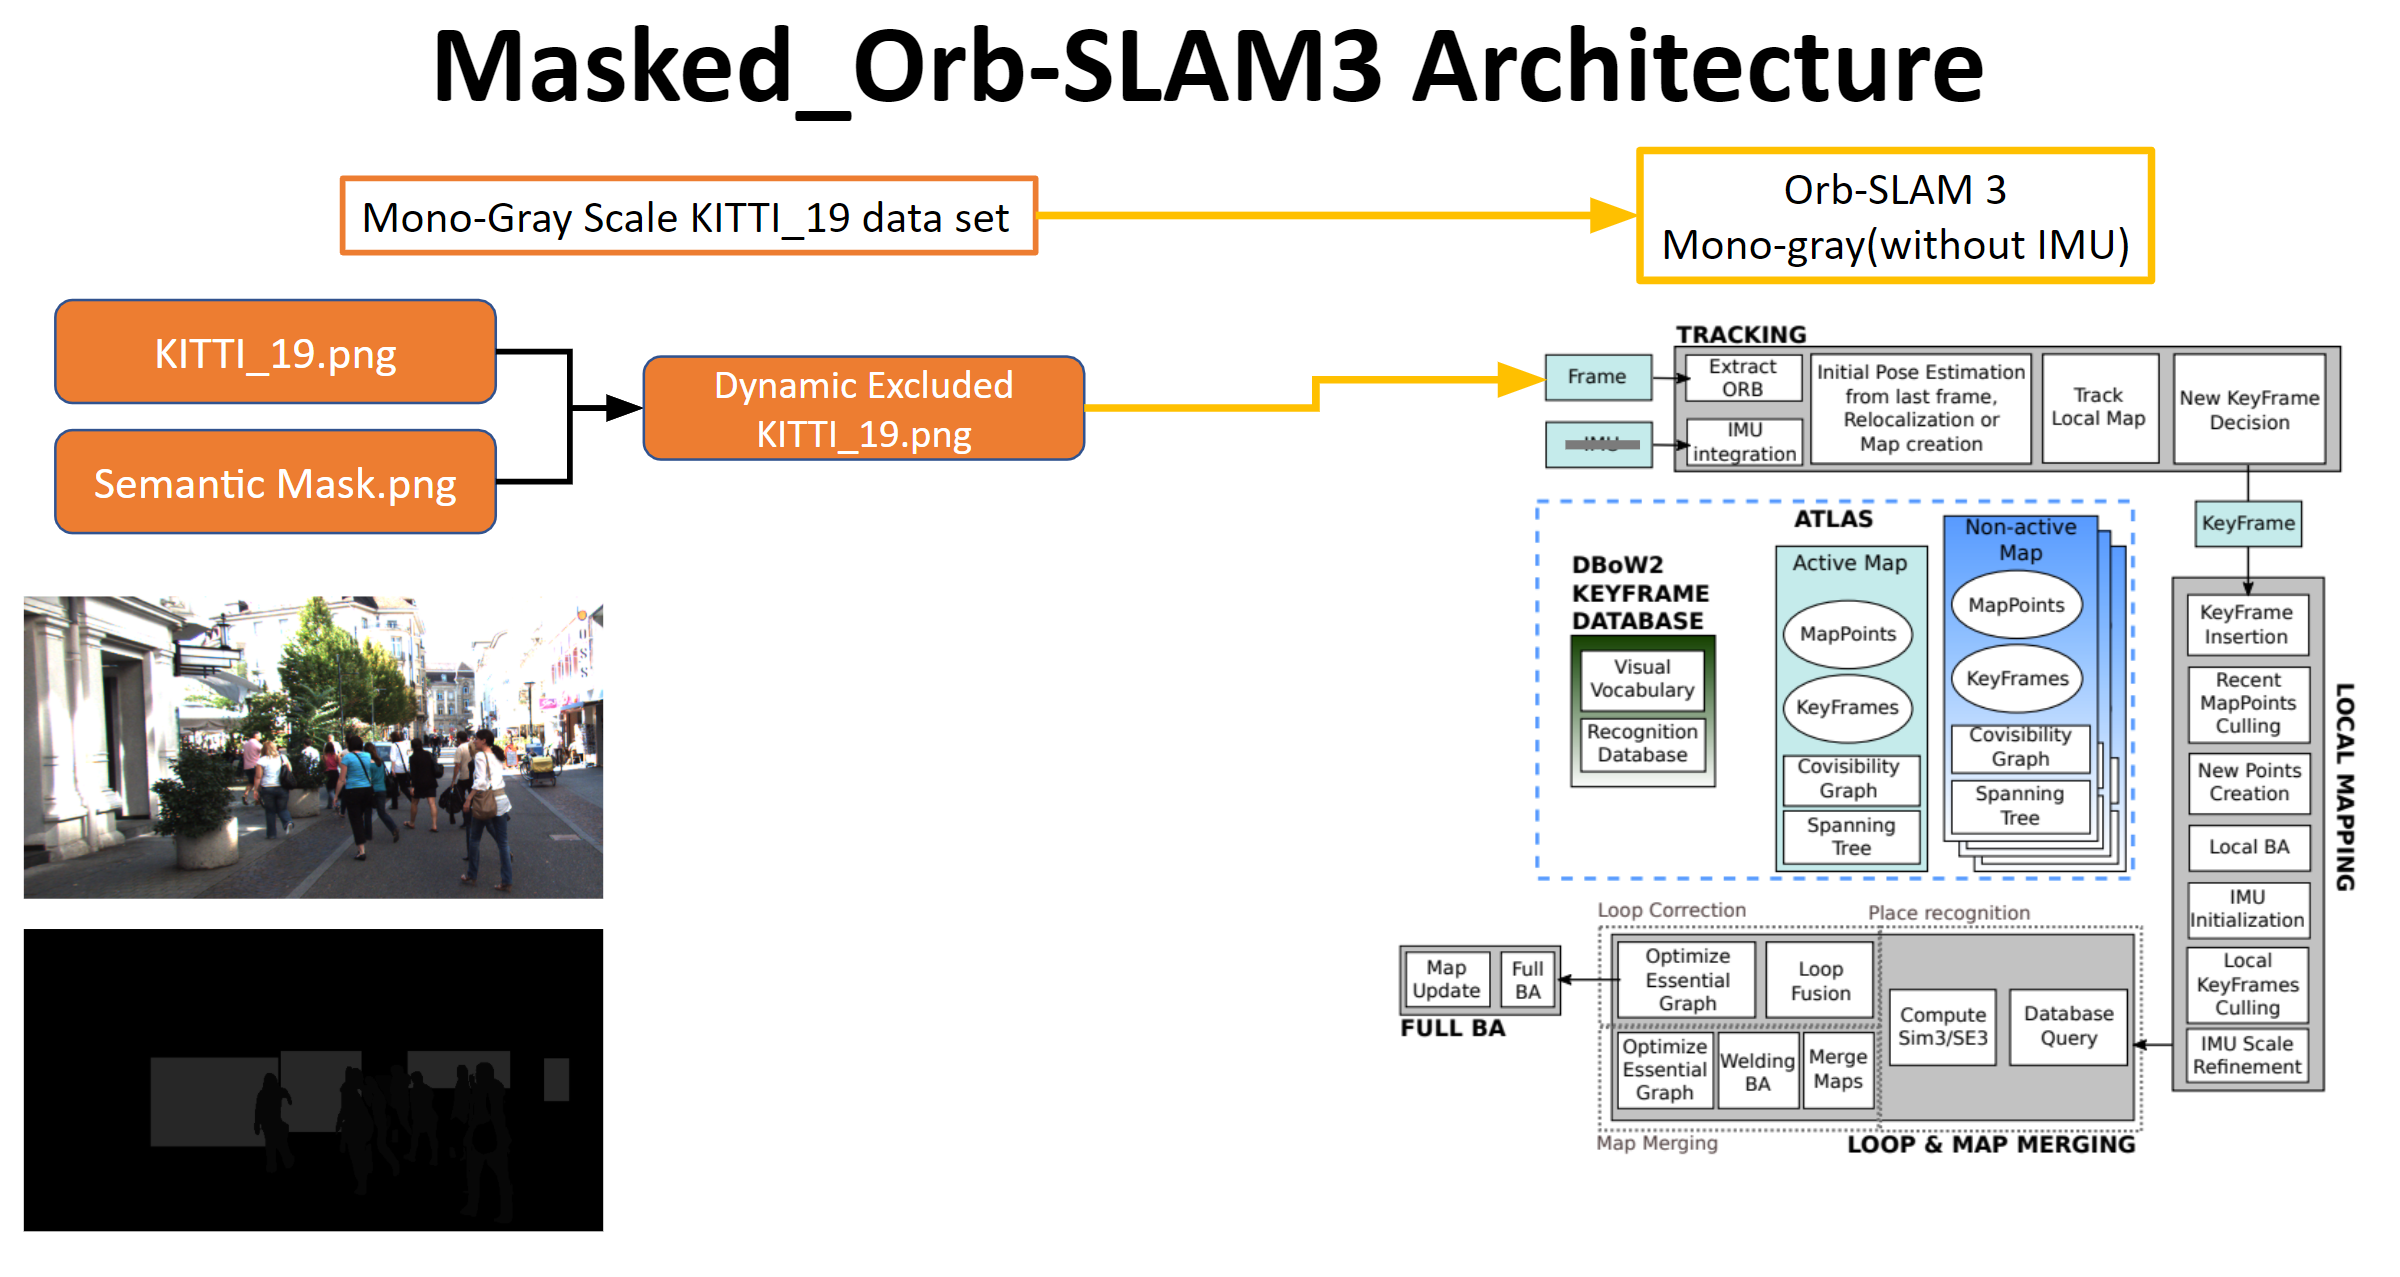 Masked_Orb-SLAM3 Architecture
Mono-Gray Scale KITTI_19 data set
Orb-SLAM 3
Mono-gray(without IMU)
KITTI_19.png
Semantic Mask.png
Dynamic Excluded
KITTI_19.png
TRACKING
Frame
IMU
Extract
ORB
IMU
integration
Initial Pose Estimation
from last frame,
Relocalization or
Map creation
Track
Local Map
New KeyFrame
Decision
KeyFrame
ATLAS
DBoW2
KEYFRAME
DATABASE
Visual
Vocabulary
Recognition
Database
Active Map
MapPoints
KeyFrames
Covisibility
Graph
Spanning
Tree
Non-active
Map
MapPoints
KeyFrames
Covisibility
Graph
Spanning
Tree
KeyFrame
Insertion
Recent
MapPoints
Culling
New Points
Creation
Local BA
IMU
Initialization
Local
KeyFrames
Culling
IMU Scale
Refinement
LOCAL MAPPING
Loop Correction
Place recognition
Optimize
Essential
Graph
Loop
Fusion
Compute
Sim3/SE3
Database
Query
Optimize
Essential
Graph
Welding
BA
Merge
Maps
Map Merging
LOOP & MAP MERGING
Map
Update
Full
BA
FULL BA